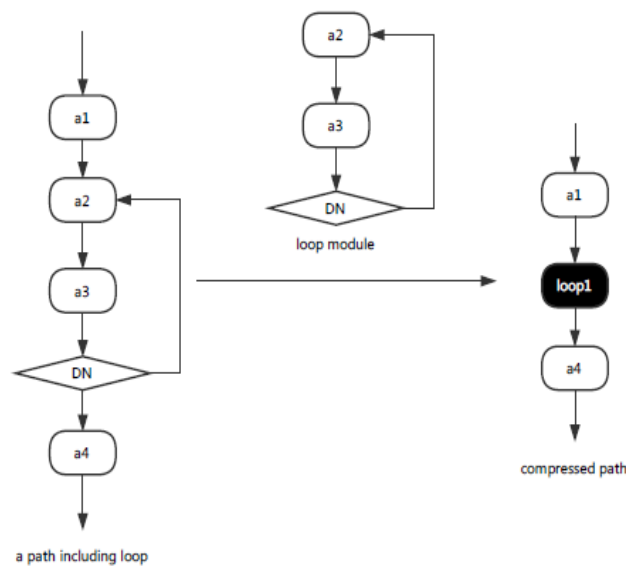 a1
a2
a3
DN
a4
a path including loop
a2
a3
DN
loop module
a1
loop1
a4
compressed path